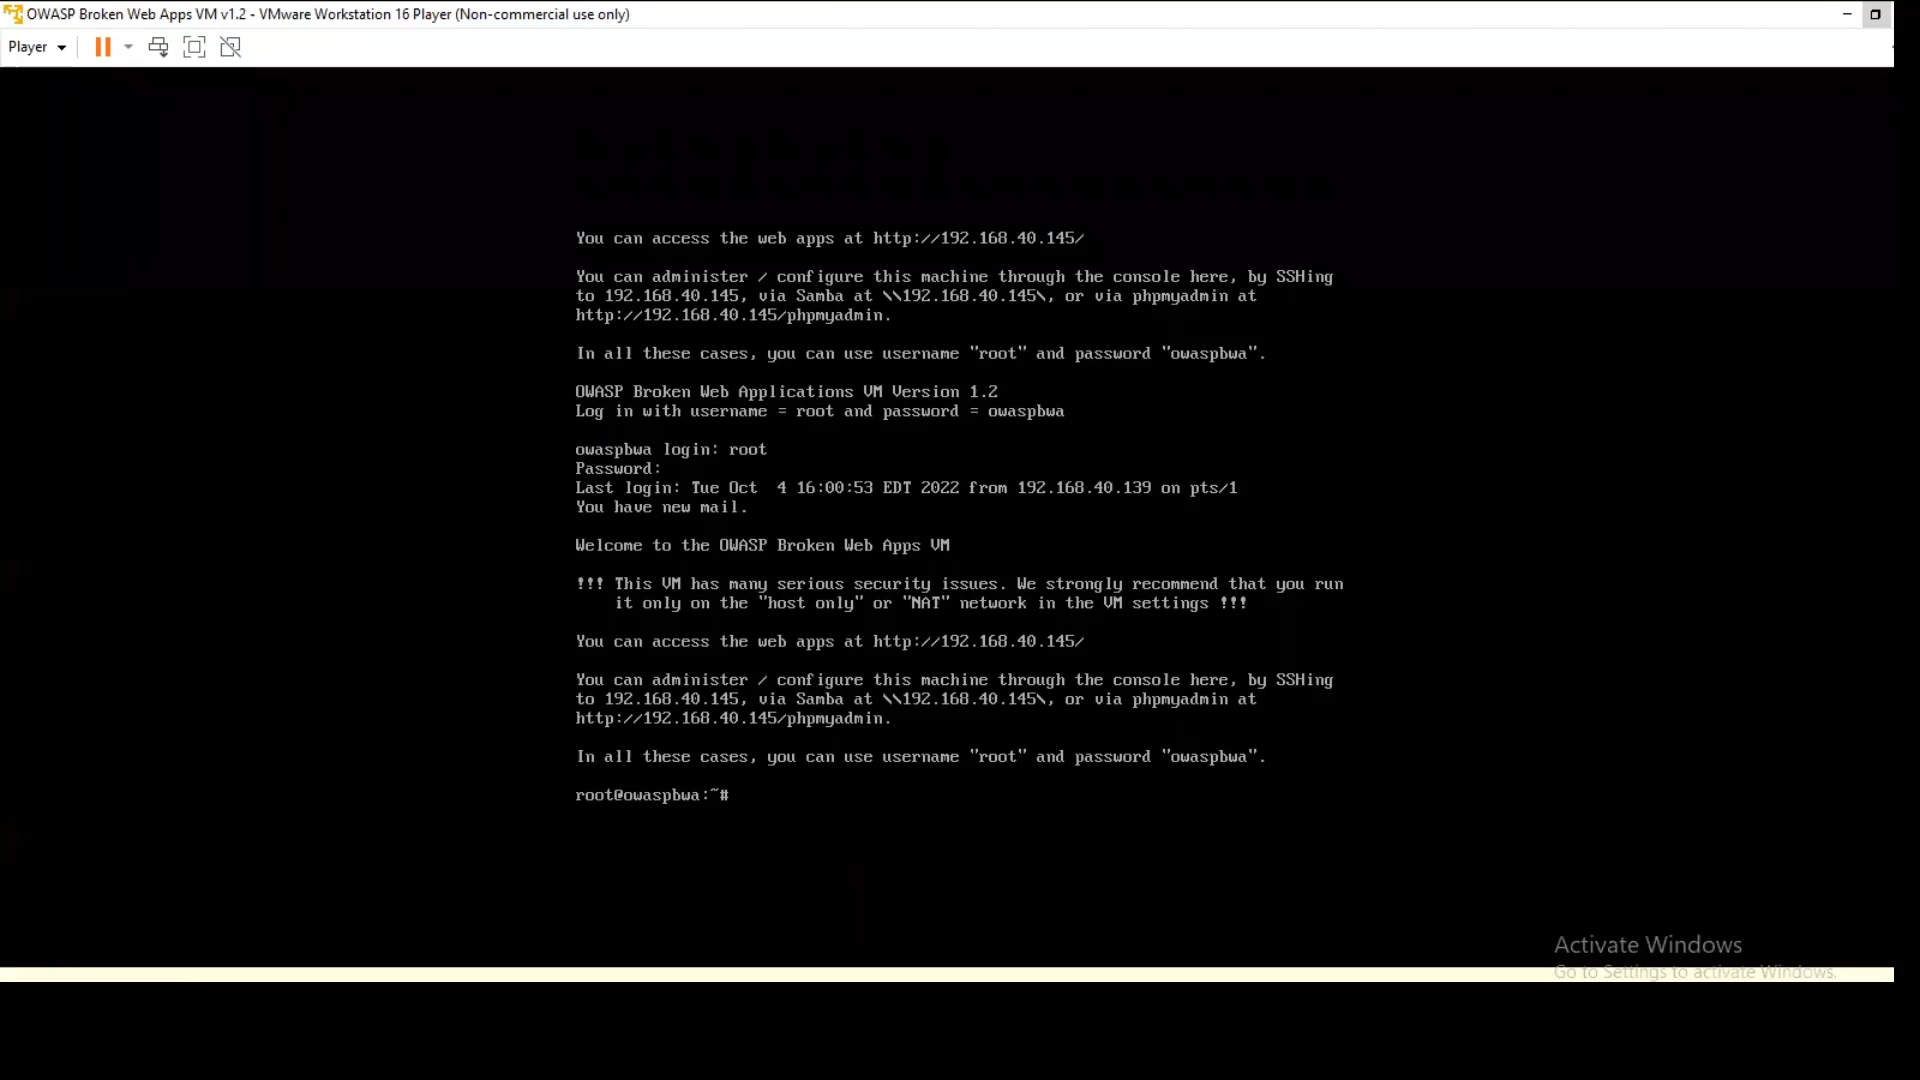 OWASP Broken Web Apps VM v1.2 - VMware Workstation 16 Player (Non-commercial use only)
Player
You can access the web apps at http://192.168.40.145/
You can administer / configure this machine through the console here, by SSHing
to 192.168.40.145, via Samba at \\192.168.40.145\, or via phpmyadmin at
http://192.168.40.145/phpmyadmin.
In all these cases, you can use username "root" and password "owaspbwa".
OWASP Broken Web Applications VM Version 1.2
Log in with username = root and password = owaspbwa
owaspbwa login: root
Password:
Last login: Tue Oct  4 16:00:53 EDT 2022 from 192.168.40.139 on pts/1
You have new mail.
Welcome to the OWASP Broken Web Apps VM
!!! This VM has many serious security issues. We strongly recommend that you run
it only on the "host only" or "NAT" network in the VM settings !!!
You can access the web apps at http://192.168.40.145/
You can administer / configure this machine through the console here, by SSHing
to 192.168.40.145, via Samba at \\192.168.40.145\, or via phpmyadmin at
http://192.168.40.145/phpmyadmin.
In all these cases, you can use username "root" and password "owaspbwa".
root@owaspbwa:~#
Activate Windows
Go to Settings to activate Windows.